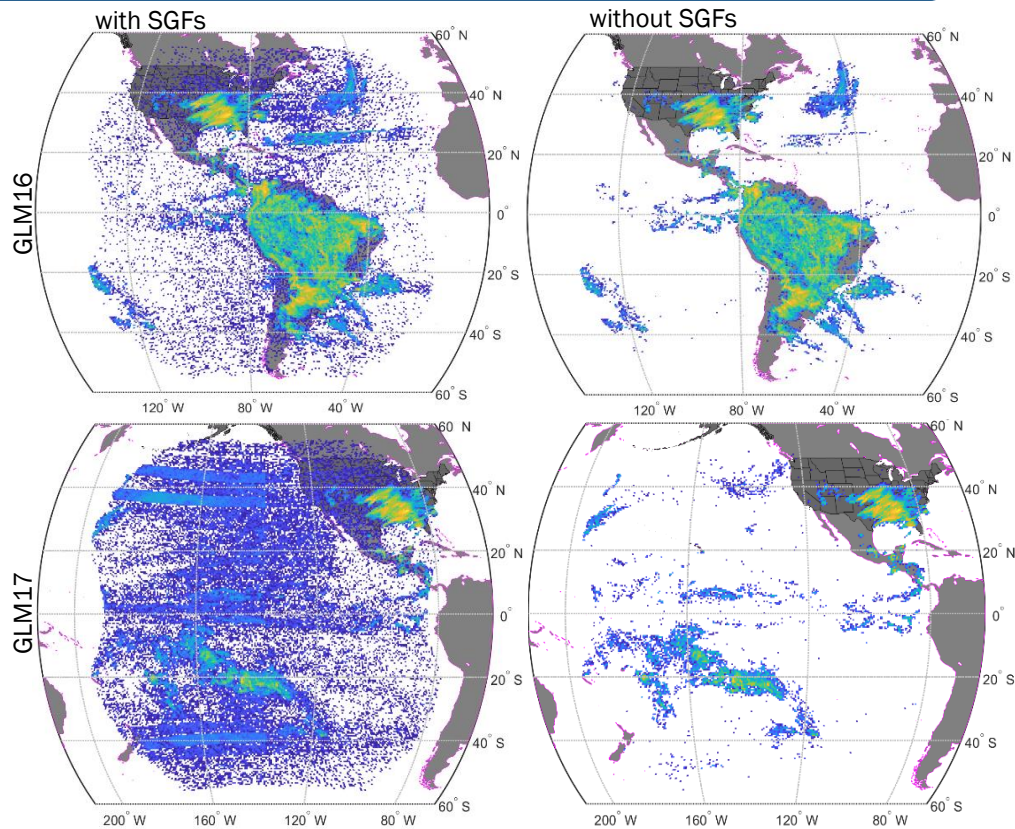 with SGFs
without SGFs
GLM16
60° N
40° N
20° N
0°
20° S
40° S
60° S
120° W
80° W
40° W
60° N
40° N
20° N
0°
20° S
40° S
60° S
120° W
80° W
40° W
GLM17
60° N
40° N
20° N
0°
20° S
40° S
60° S
200° W
160° W
120° W
80° W
60° N
40° N
20° N
0°
20° S
40° S
60° S
200° W
160° W
120° W
80° W